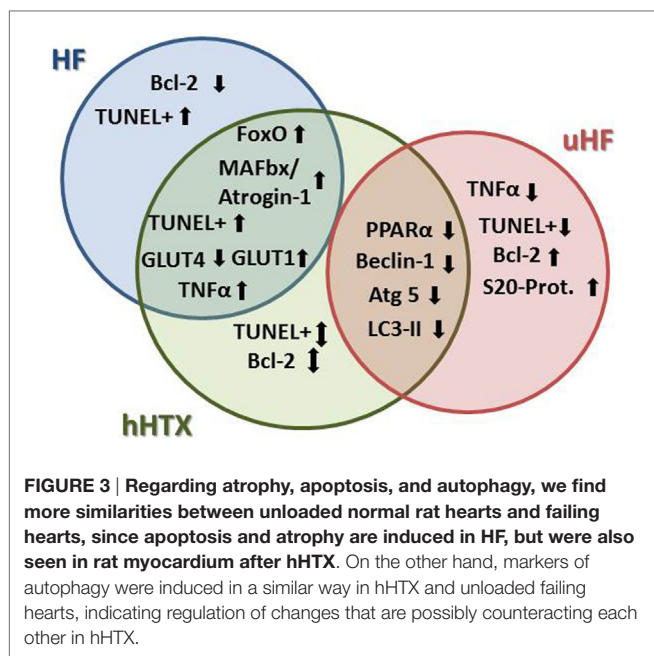 HF
Bcl-2 ↓
TUNEL+ ↑
FoxO ↑
MAFbx/
Atrogin-1 ↑
TUNEL+ ↑
GLUT4 ↓ GLUT1 ↑
TNFα ↑
TUNEL+ ↕
Bcl-2 ↕
hHTX
PPARα ↓
Beclin-1 ↓
Atg 5 ↓
LC3-II ↓
uHF
TNFα ↓
TUNEL+ ↓
Bcl-2 ↑
S20-Prot. ↑
FIGURE 3 | Regarding atrophy, apoptosis, and autophagy, we find
more similarities between unloaded normal rat hearts and failing
hearts, since apoptosis and atrophy are induced in HF, but were also
seen in rat myocardium after hHTX. On the other hand, markers of
autophagy were induced in a similar way in hHTX and unloaded failing
hearts, indicating regulation of changes that are possibly counteracting each
other in hHTX.